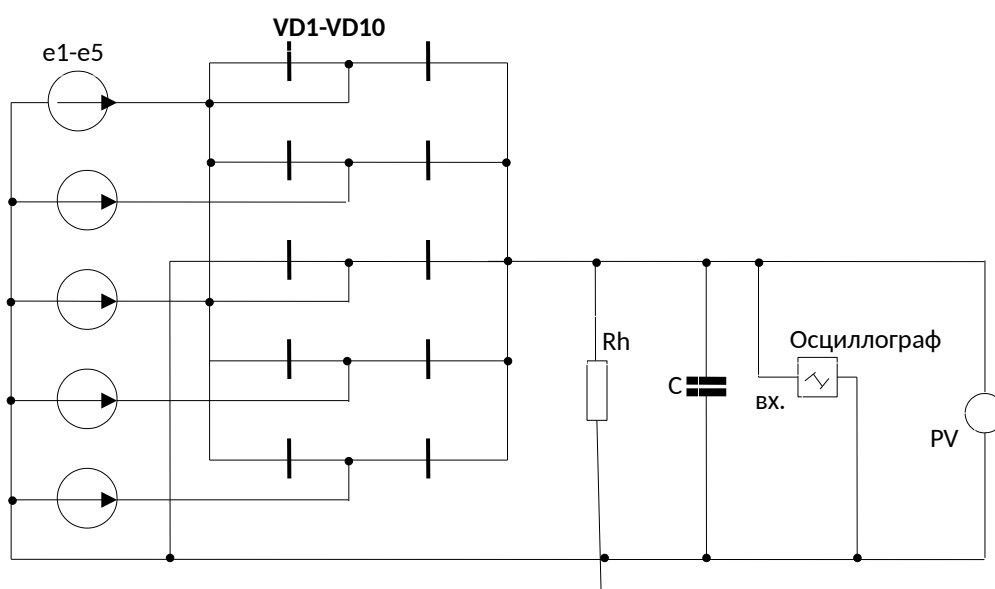 VD1-VD10
e1-e5
Rh
Осциллограф
С
вх.
PV